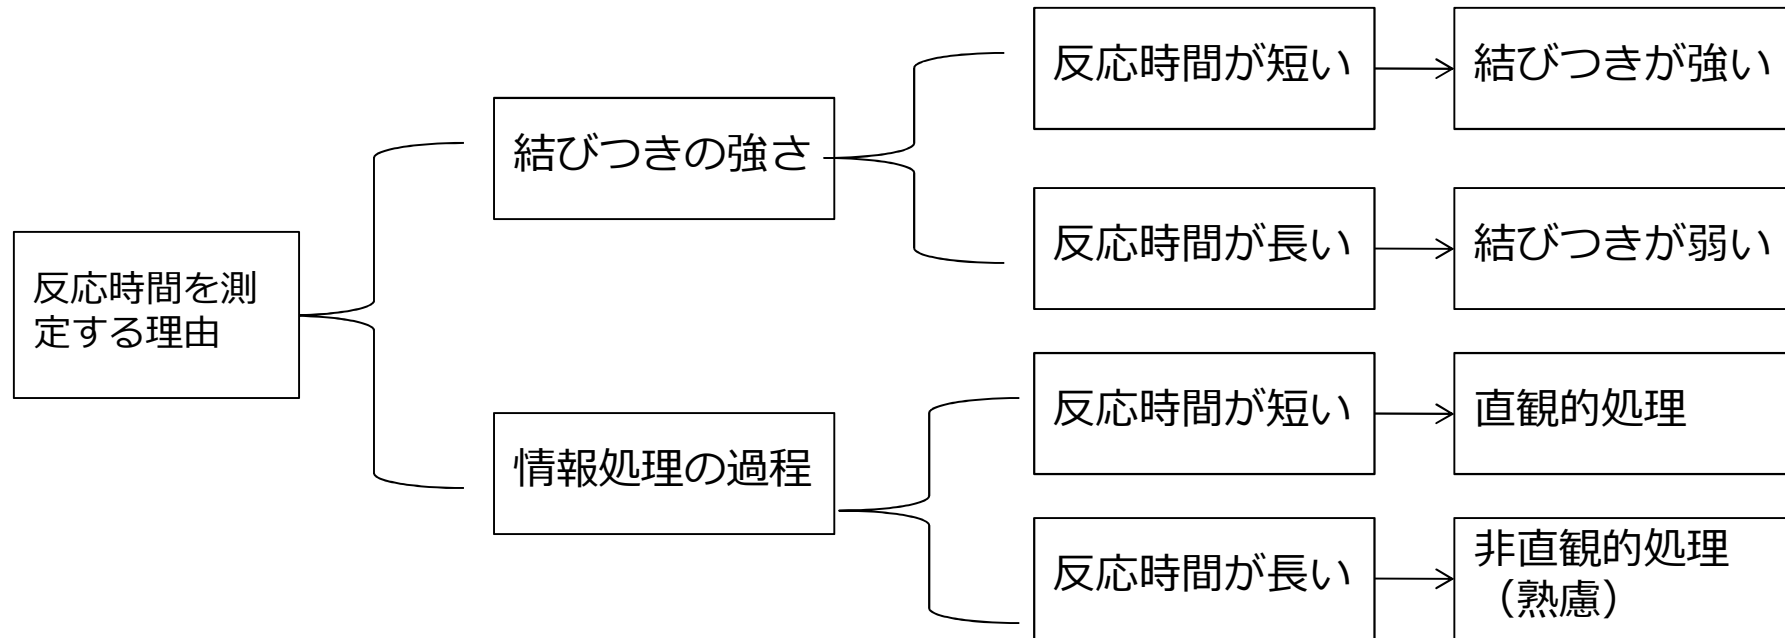 反応時間を測
定する理由
結びつきの強さ
反応時間が短い
結びつきが強い
反応時間が長い
結びつきが弱い
情報処理の過程
反応時間が短い
直観的処理
反応時間が長い
非直観的処理
（熟慮）